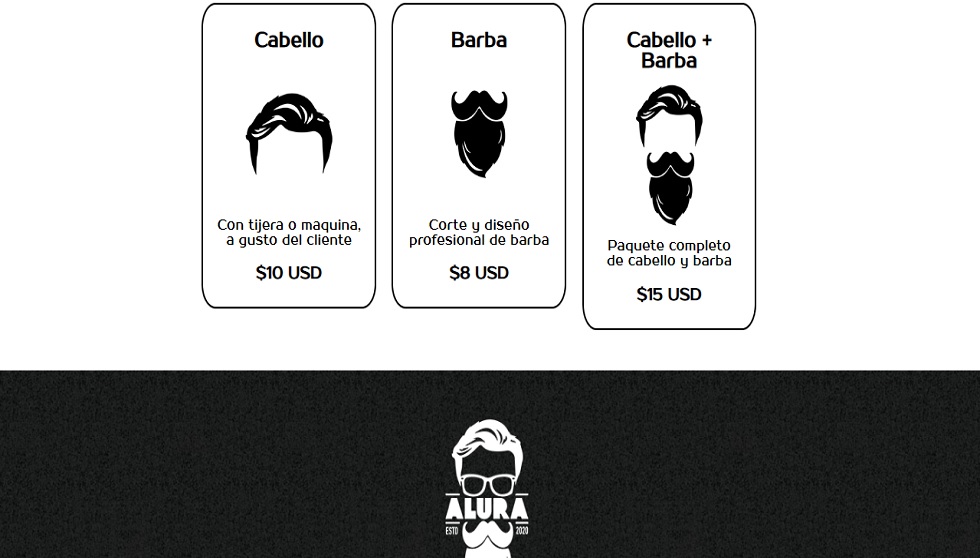 Cabello
Con tijera o maquina,
a gusto del cliente
$10 USD
Barba
Corte y diseño
profesional de barba
$8 USD
Cabello +
Barba
Paquete completo
de cabello y barba
$15 USD
ALURA
ESTD 2020